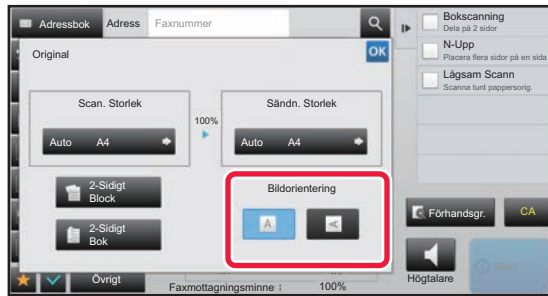 Adressbok
Adress
Faxnummer
Original
OK
Scan. Storlek
Auto A4
100%
Sändn. Storlek
Auto A4
2-Sidigt
Block
2-Sidigt
Bok
Bildorientering
A
A
Övrigt
Faxmottagningsminne : 100%
Bokscanning
Dela på 2 sidor
N-Upp
Placera flera sidor på en sida
Lågsam Scann
Scanna tunt pappersorig.
Förhandsgr.
CA
Högtalare
Start